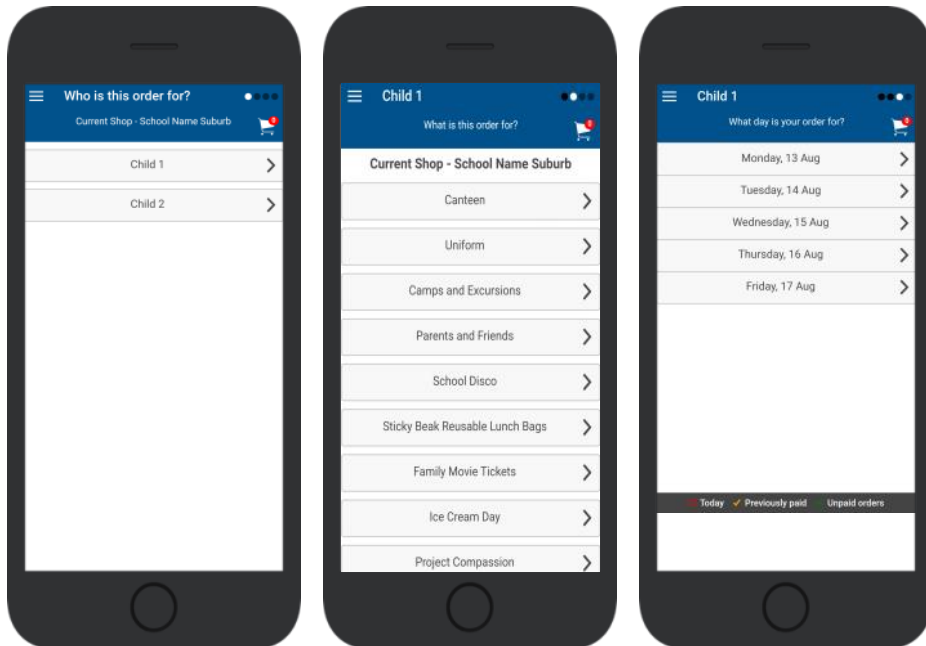 Who is this order for?
Current Shop - School Name Suburb
0
Child 1
Child 2
Child 1
What is this order for?
0
Current Shop - School Name Suburb
Canteen
Uniform
Camps and Excursions
Parents and Friends
School Disco
Sticky Beak Reusable Lunch Bags
Family Movie Tickets
Ice Cream Day
Project Compassion
Child 1
What day is your order for?
0
Monday, 13 Aug
Tuesday, 14 Aug
Wednesday, 15 Aug
Thursday, 16 Aug
Friday, 17 Aug
Today Previously paid Unpaid orders